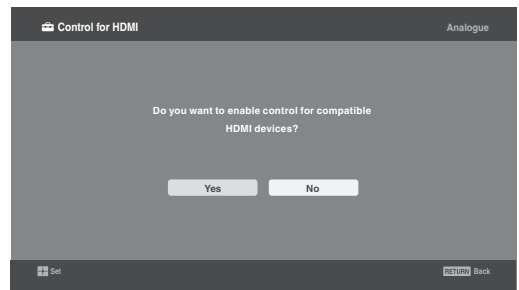 Control for HDMI
Analogue
Do you want to enable control for compatible
HDMI devices?
Yes
No
Set
RETURN Back